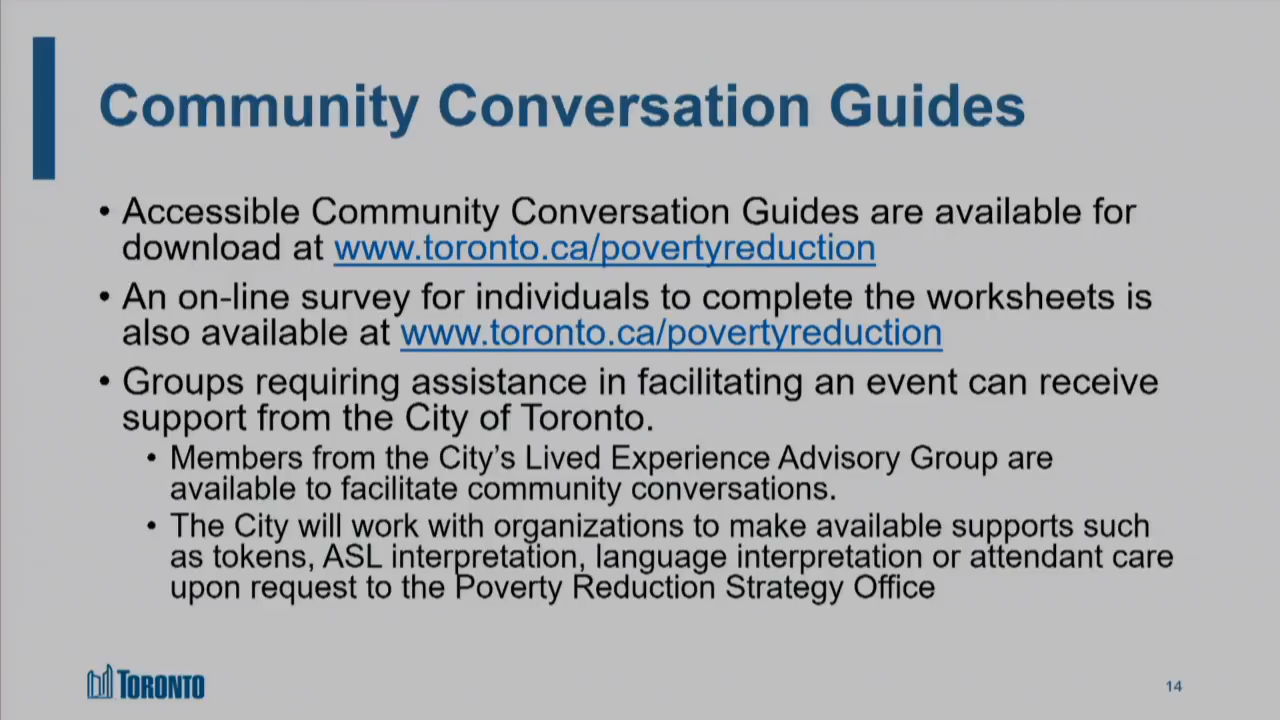 Community Conversation Guides
• Accessible Community Conversation Guides are available for
download at www.toronto.ca/povertyreduction
• An on-line survey for individuals to complete the worksheets is
also available at www.toronto.ca/povertyreduction
• Groups requiring assistance in facilitating an event can receive
support from the City of Toronto.
• Members from the City's Lived Experience Advisory Group are
available to facilitate community conversations.
• The City will work with organizations to make available supports such
as tokens, ASL interpretation, language interpretation or attendant care
upon request to the Poverty Reduction Strategy Office
TORONTO
14